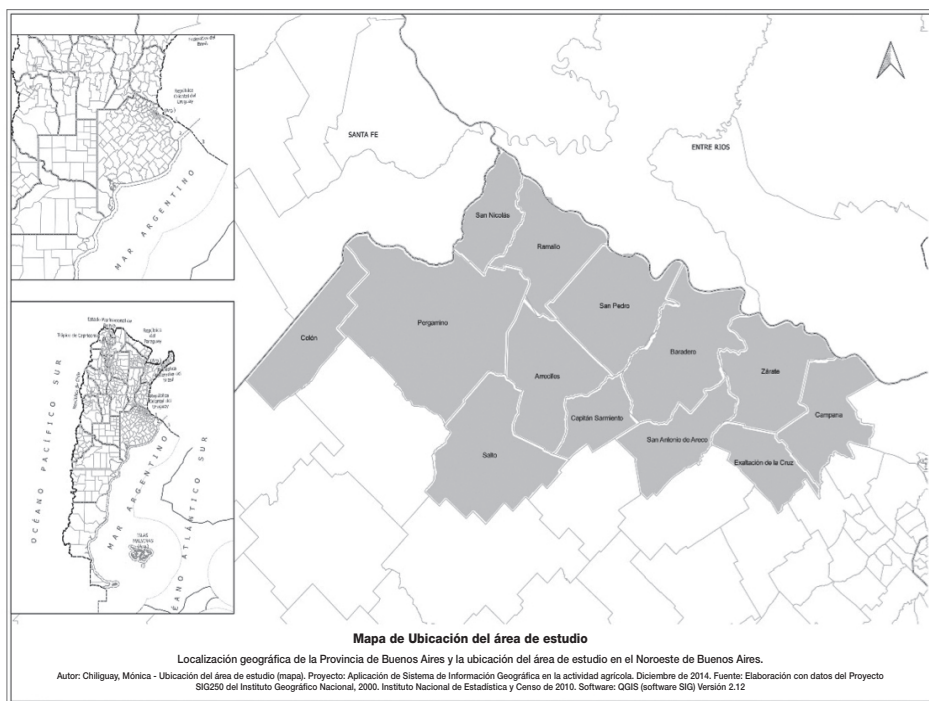 MAR ARGENTINO
OCÉANO PACÍFICO SUR
MAR ARGENTINO
SANTA FE
ENTRE RIOS
San Nicolás
Ramallo
San Pedro
Pergamino
Colón
Baradero
Zárate
Arrecifes
Campana
Capitán Sarmiento
San Antonio de Areco
Salto
Exaltación de la Cruz
Mapa de Ubicación del área de estudio
Localización geográfica de la Provincia de Buenos Aires y la ubicación del área de estudio en el Noroeste de Buenos Aires.
Autor: Chiliguay, Mónica - Ubicación del área de estudio (mapa). Proyecto: Aplicación de Sistema de Información Geográfica en la actividad agrícola. Diciembre de 2014. Fuente: Elaboración con datos del Proyecto
SIG250 del Instituto Geográfico Nacional, 2000. Instituto Nacional de Estadística y Censo de 2010. Software: QGIS (software SIG) Versión 2.12